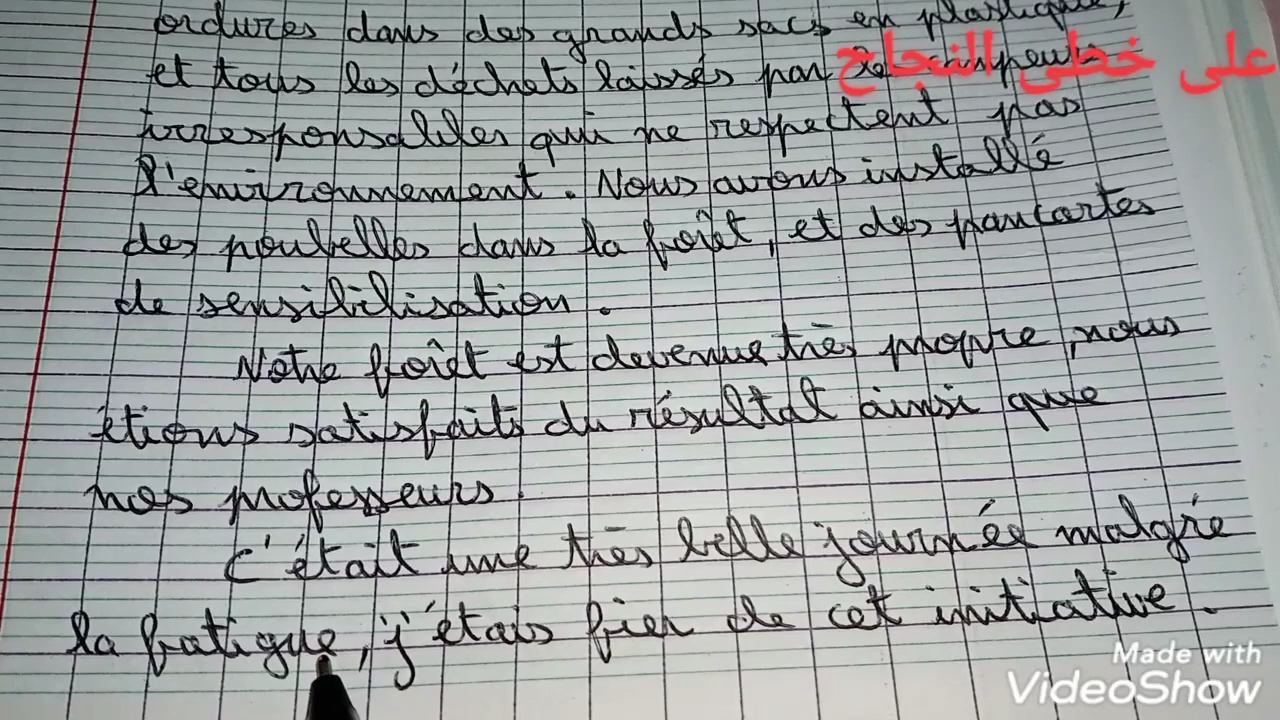 ordures dans des grands sacs en plastique,
et tous les déchets laissés par
على خطى النجاح
irresponsables qui ne respectent pas
l'environnement. Nous avons installé
des poubelles dans la forêt, et des pancartes
de sensibilisation.
Notre forêt est devenue très propre, nous
étions satisfaits du résultat ainsi que
nos professeurs.
C'était une très belle journée malgrée
la fatigue, j'étais fier de cet initiative.
Made with
VideoShow